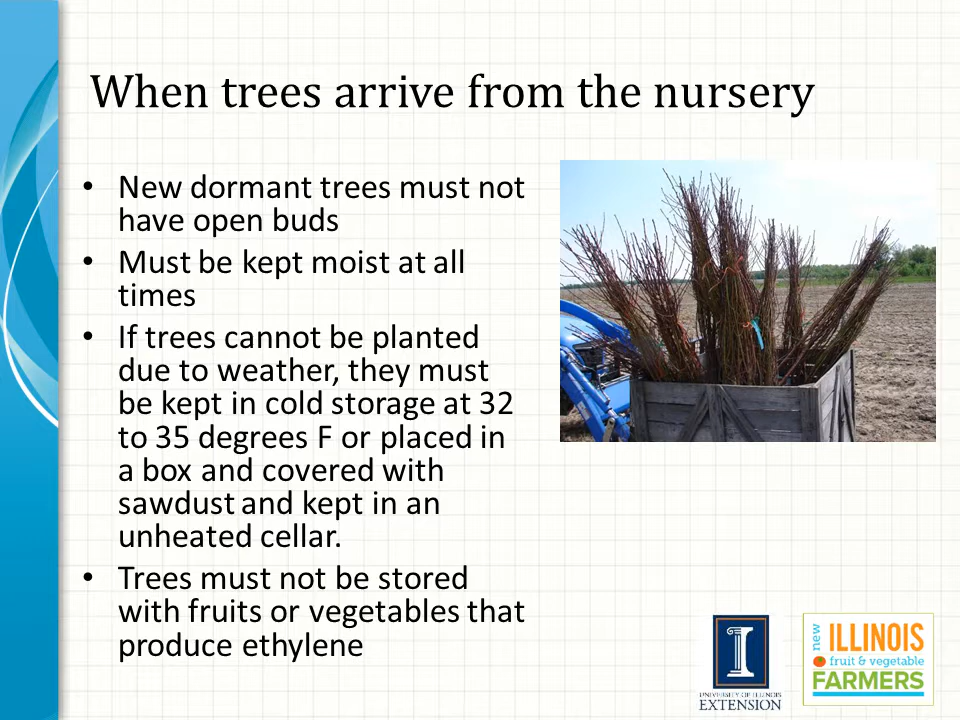 When trees arrive from the nursery
• New dormant trees must not
have open buds
• Must be kept moist at all
times
• If trees cannot be planted
due to weather, they must
be kept in cold storage at 32
to 35 degrees F or placed in
a box and covered with
sawdust and kept in an
unheated cellar.
• Trees must not be stored
with fruits or vegetables that
produce ethylene
I
UNIVERSITY OF ILLINOIS
EXTENSION
new
ILLINOIS
fruit & vegetable
FARMERS